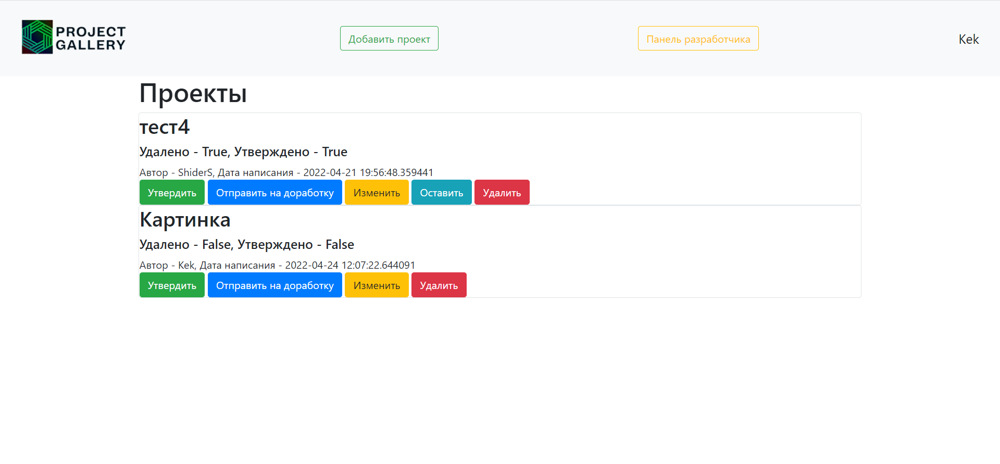 PROJECT
GALLERY
Добавить проект
Панель разработчика
Kek
Проекты
тест4
Удалено - True, Утверждено - True
Автор - ShiderS, Дата написания - 2022-04-21 19:56:48.359441
Утвердить Отправить на доработку Изменить Оставить Удалить
Картинка
Удалено - False, Утверждено - False
Автор - Kek, Дата написания - 2022-04-24 12:07:22.644091
Утвердить Отправить на доработку Изменить Удалить